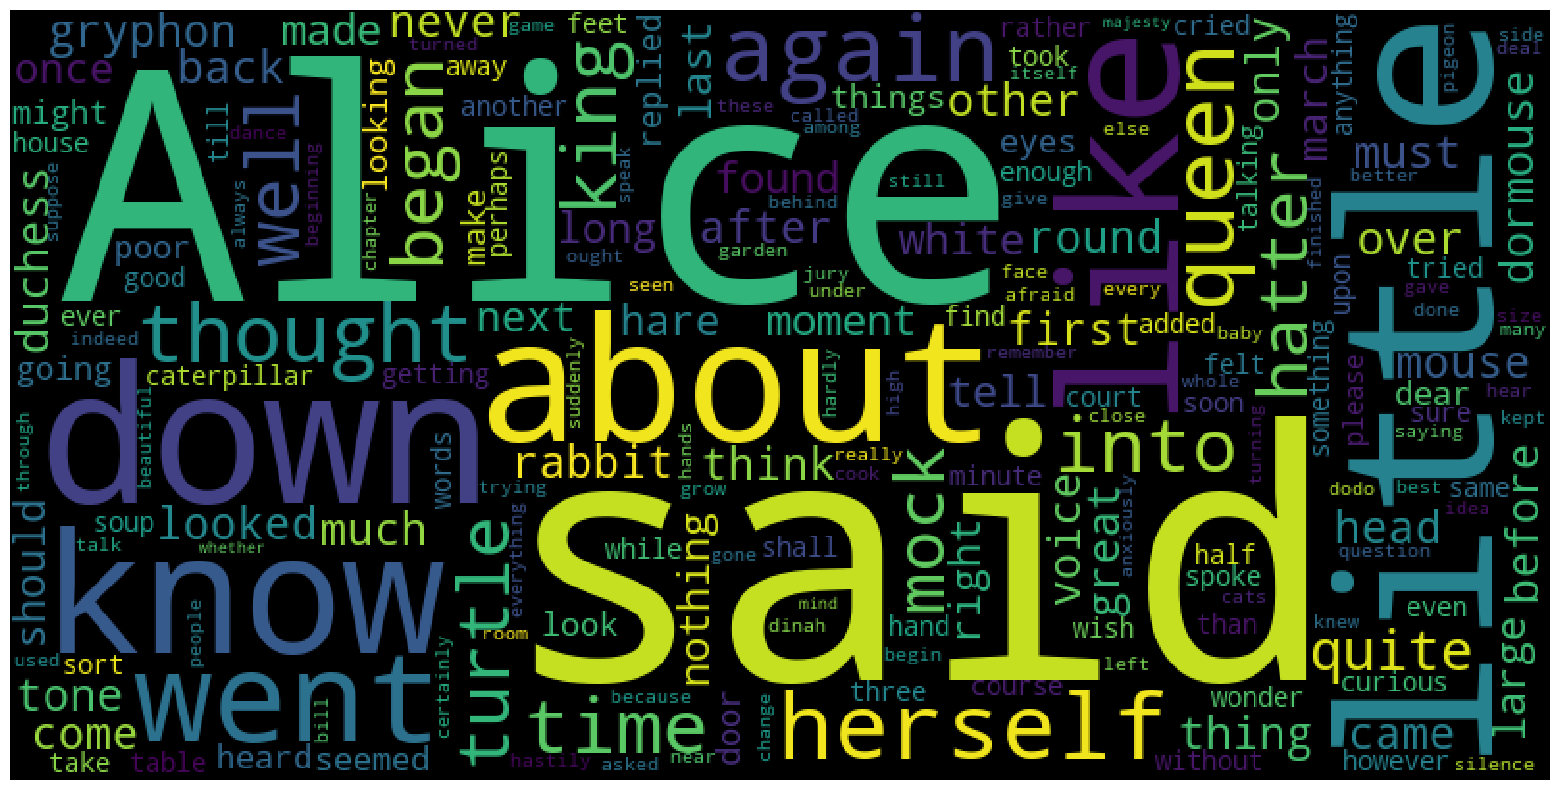 gryphon
made
never
game
turned
feet
rather
majesty
cried
side
deal
once
back
away
began
king
replied
last
again
took
itself
only
march
anything
pigeon
might
house
till
dance
well
looking
another
these
things
other
called
among
like
else
queen
hatter
must
better
dormouse
little
Alice
duchess
suppose
poor
good
always
beginning
chapter
make
perhaps
speak
long
ought
found
after
behind
garden
still
eyes
enough
give
white
round
talking
finished
upon
over
tried
gave
done
size
many
ever
indeed
thought
next
seen
hare
moment
jury
under
find
face
afraid
every
first
added
baby
going
caterpillar
getting
about
suddenly
hardly
high
remember
tell
court
whole
soon
felt
something
mouse
dear
hear
please
sure
saying
kept
down
through
beautiful
words
rabbit
think
hands
really
cook
mock
minute
voice
into
close
turning
dodo
best
same
idea
should
soup
looked
much
talk
whether
trying
grow
said
turtle
everything
while
nothing
gone
shall
right
great
anxiously
half
spoke
cats
head
question
before
large
know
people
look
mind
dinah
hand
begin
wish
than
knew
even
used
sort
went
certainly
room
left
quite
tone
come
bill
time
because
three
course
herself
wonder
thing
curious
came
take
table
heard
seemed
hastily
asked
near
door
change
without
however
silence